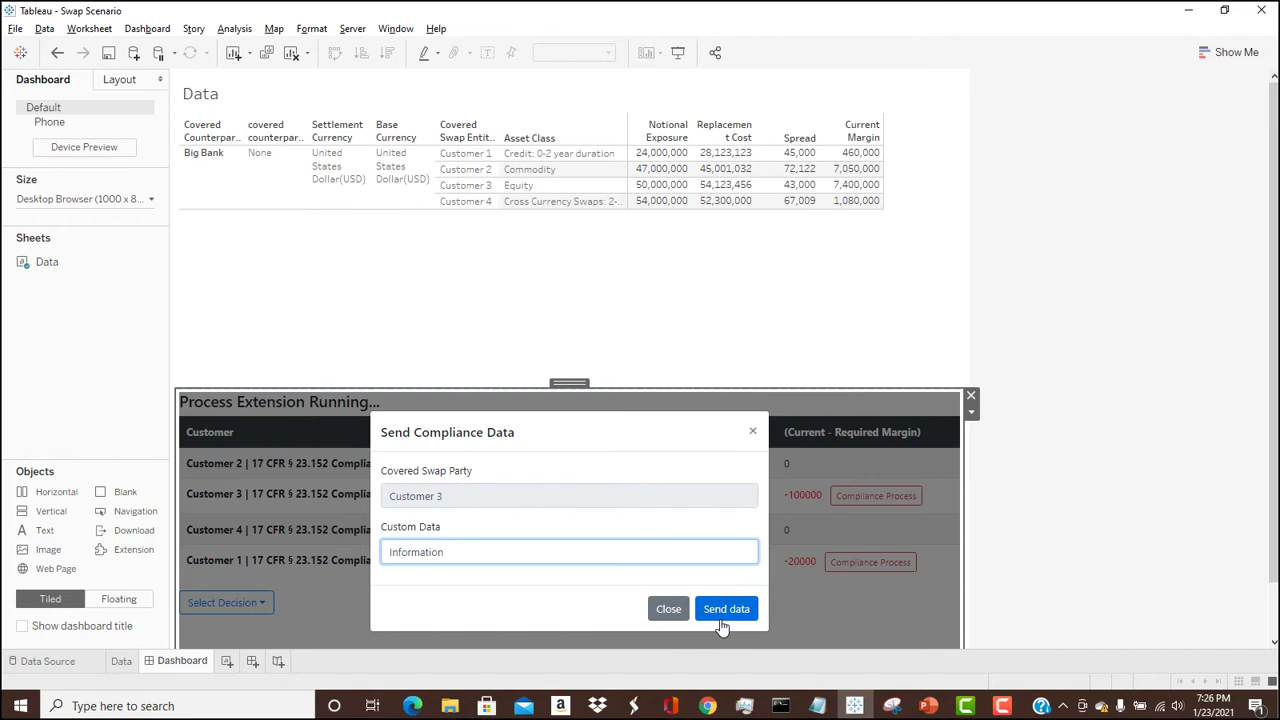 Tableau - Swap Scenario
File Data Worksheet Dashboard Story Analysis Map Format Server Window Help
Show Me
Dashboard Layout
Default
Phone
Device Preview
Size
Desktop Browser (1000 x 8...
Sheets
Data
Objects
Horizontal Blank
Vertical Navigation
Text Download
Image Extension
Web Page
Tiled Floating
Show dashboard title
Data
Covered Counterpar.. covered counterpar.. Settlement Currency Base Currency Covered Swap Entit.. Asset Class Notional Exposure Replacemen t Cost Spread Current Margin
Big Bank None United States Dollar(USD) United States Dollar(USD) Customer 1 Credit: 0-2 year duration 24,000,000 28,123,123 45,000 460,000
Customer 2 Commodity 47,000,000 45,001,032 72,122 7,050,000
Customer 3 Equity 50,000,000 54,123,456 43,000 7,400,000
Customer 4 Cross Currency Swaps: 2-.. 54,000,000 52,300,000 67,009 1,080,000
Process Extension Running...
Customer (Current - Required Margin)
Customer 2 | 17 CFR § 23.152 Complia 0
Customer 3 | 17 CFR § 23.152 Complia -100000 Compliance Process
Customer 4 | 17 CFR § 23.152 Complia 0
Customer 1 | 17 CFR § 23.152 Complia -20000 Compliance Process
Select Decision
Send Compliance Data ×
Covered Swap Party
Customer 3
Custom Data
Information
Close Send data
Data Source Data Dashboard
Type here to search
7:26 PM
1/23/2021